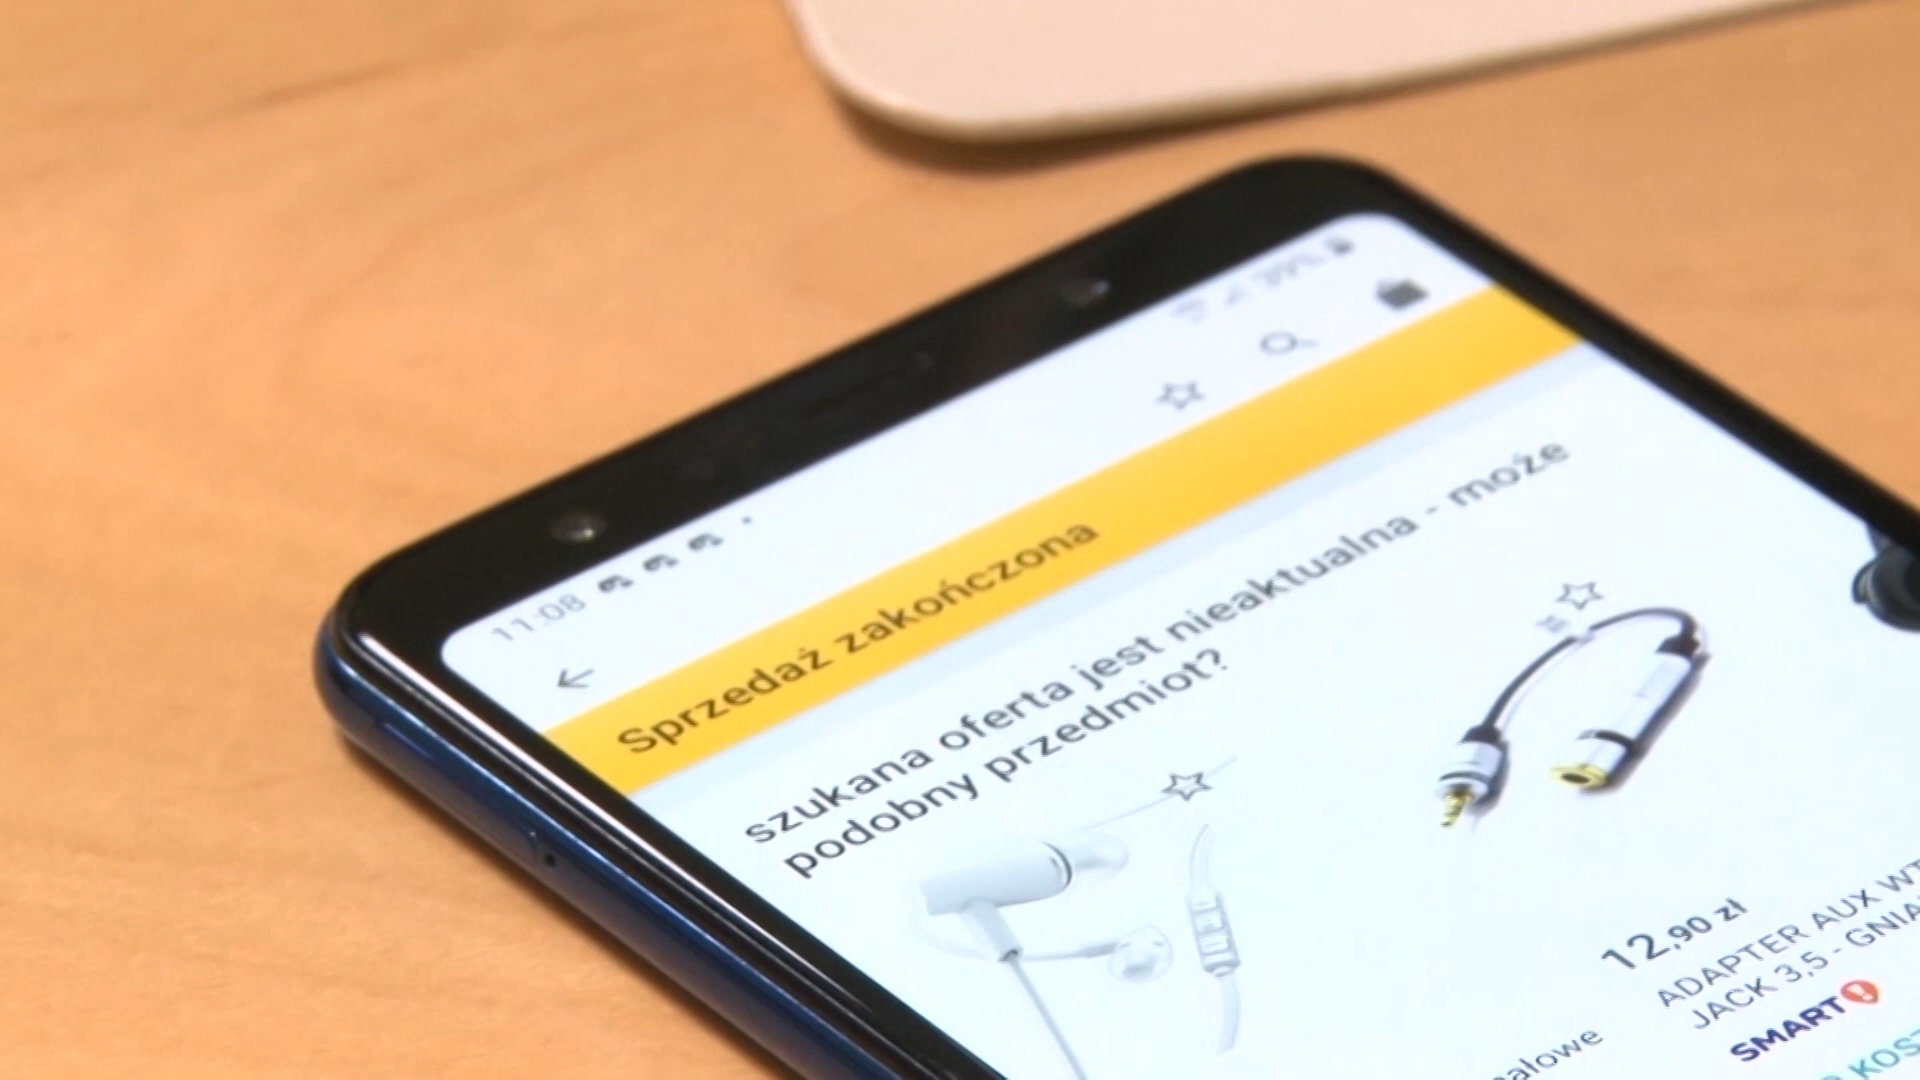 11:08
39%
Sprzedaż zakończona
szukana oferta jest nieaktualna - może
podobny przedmiot?
12,90 zł
ADAPTER AUX
JACK 3,5 -
SMART!